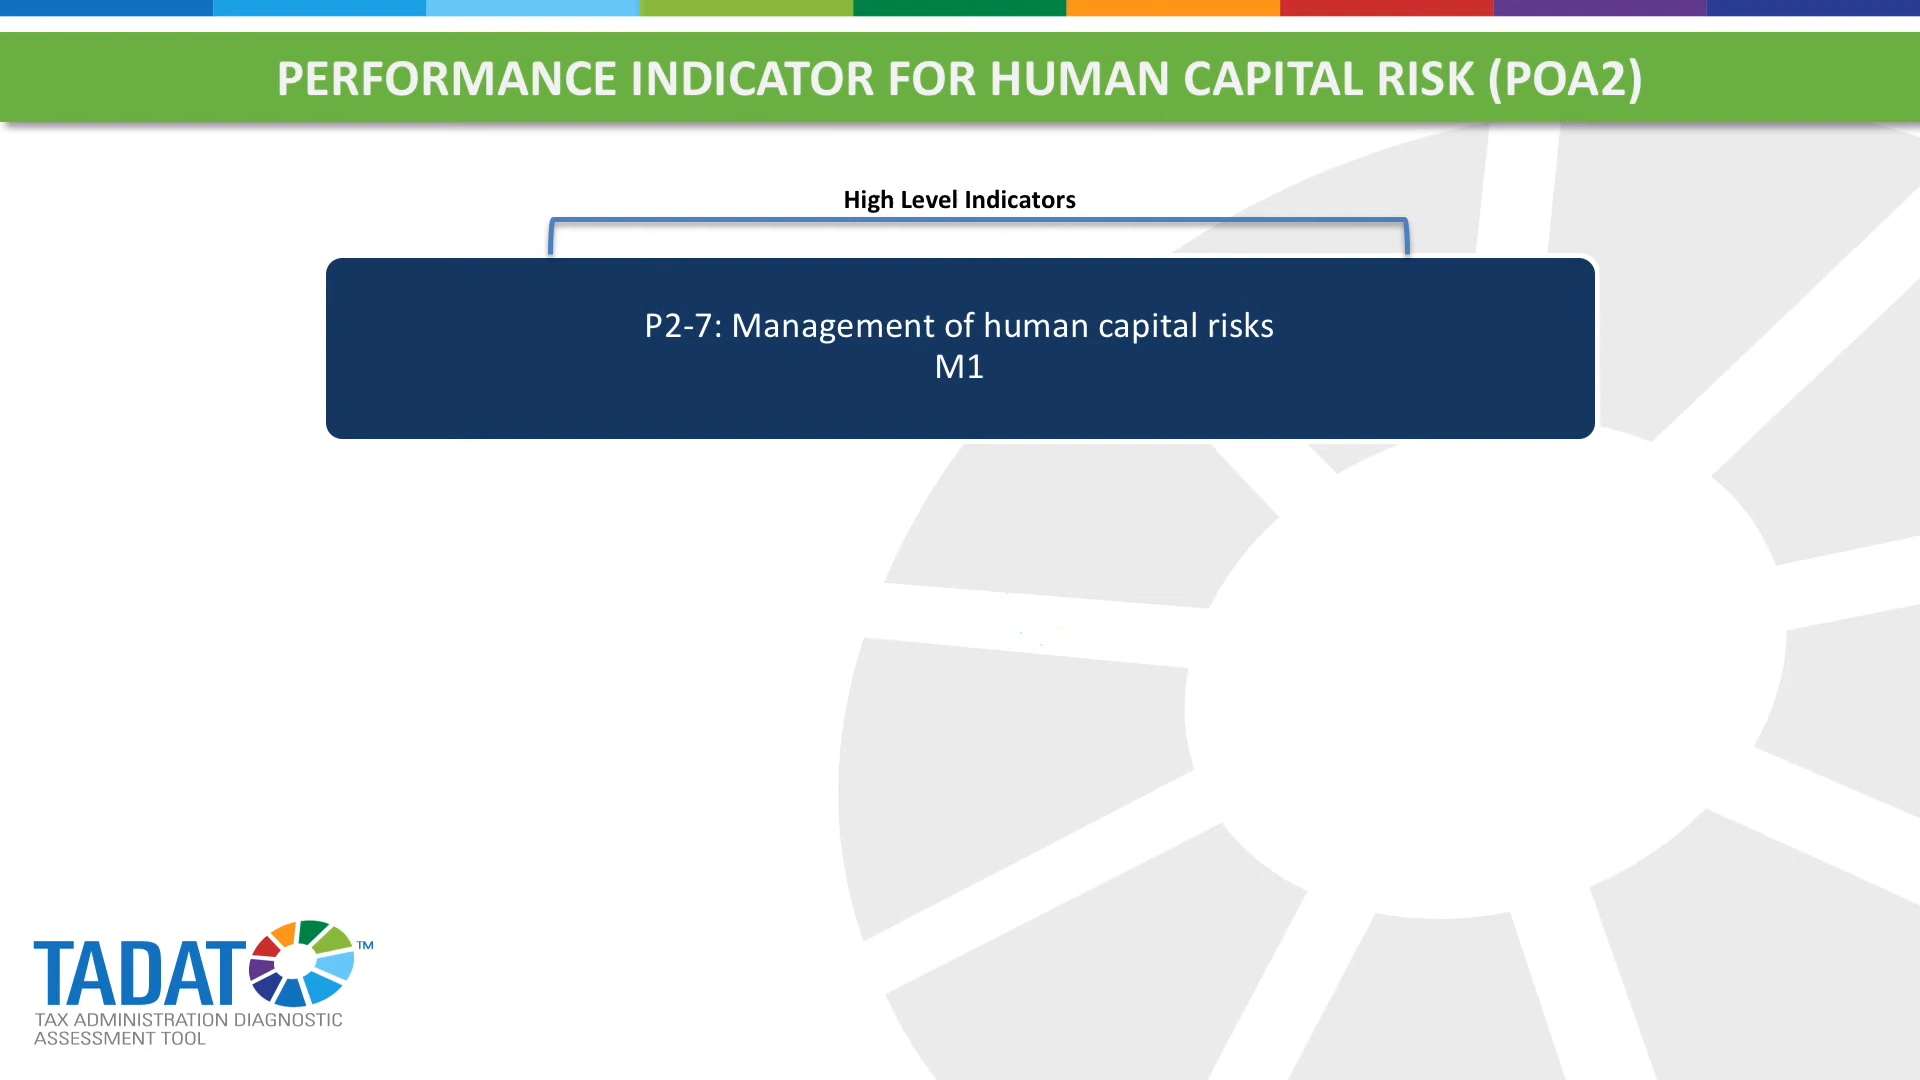 PERFORMANCE INDICATOR FOR HUMAN CAPITAL RISK (POA2)
High Level Indicators
P2-7: Management of human capital risks
M1
TADAT™
TAX ADMINISTRATION DIAGNOSTIC
ASSESSMENT TOOL